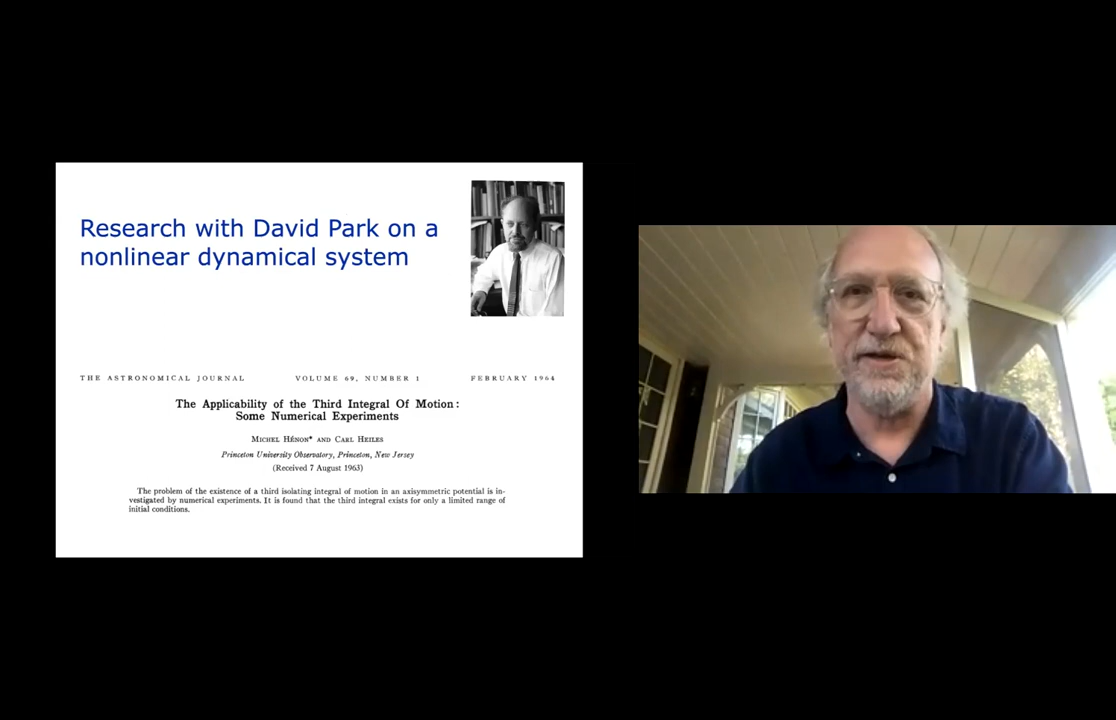 Research with David Park on a
nonlinear dynamical system
THE ASTRONOMICAL JOURNAL VOLUME 69, NUMBER 1 FEBRUARY 1964
The Applicability of the Third Integral Of Motion:
Some Numerical Experiments
MICHEL HÉNON* AND CARL HEILES
Princeton University Observatory, Princeton, New Jersey
(Received 7 August 1963)
The problem of the existence of a third isolating integral of motion in an axisymmetric potential is in-
vestigated by numerical experiments. It is found that the third integral exists for only a limited range of
initial conditions.